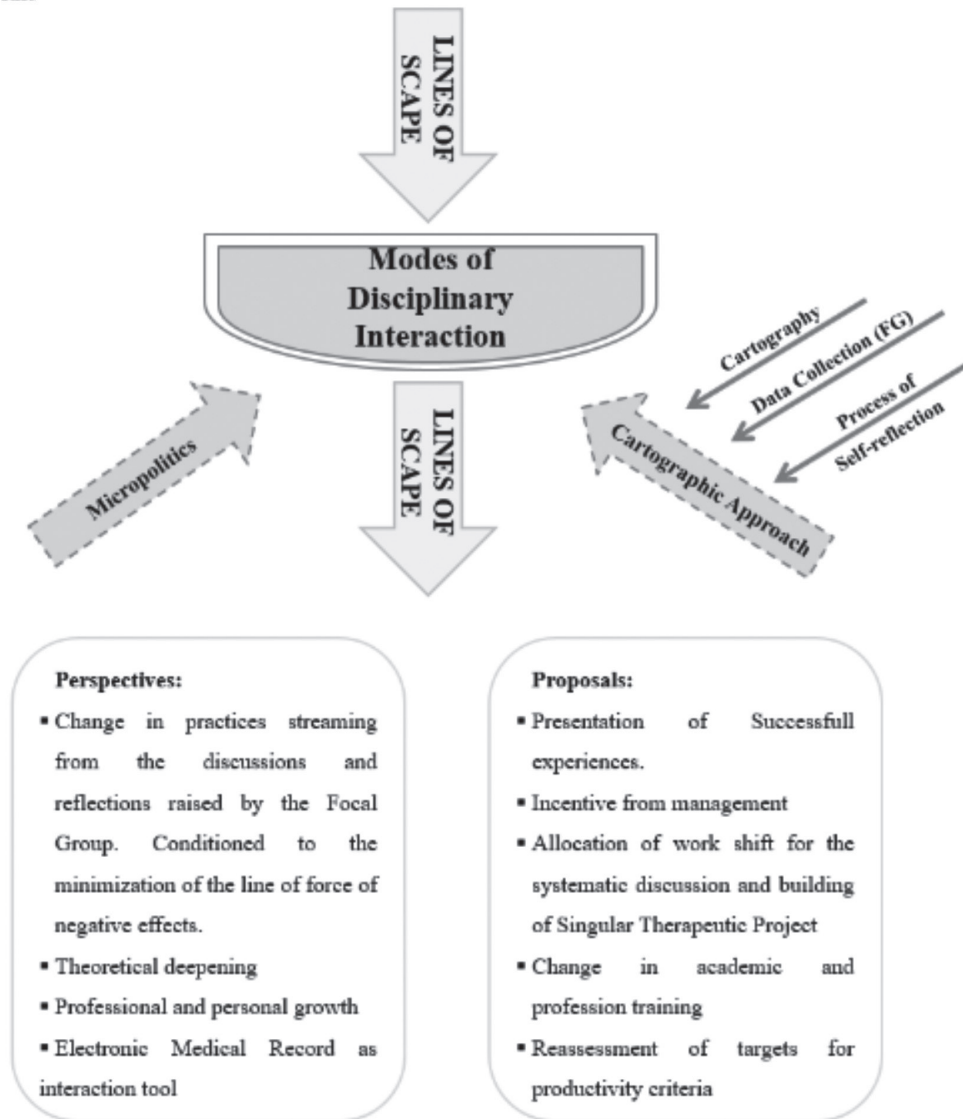 LINES OF
SCAPE
Modes of
Disciplinary
Interaction
Cartography
Data Collection (FG)
Process of
Self-reflection
Micropolitics
LINES OF
SCAPE
Cartographic Approach
Perspectives:
▪ Change in practices streaming
from the discussions and
reflections raised by the Focal
Group. Conditioned to the
minimization of the line of force of
negative effects.
▪ Theoretical deepening
▪ Professional and personal growth
▪ Electronic Medical Record as
interaction tool
Proposals:
▪ Presentation of Successfull
experiences.
▪ Incentive from management
▪ Allocation of work shift for the
systematic discussion and building
of Singular Therapeutic Project
▪ Change in academic and
profession training
▪ Reassessment of targets for
productivity criteria